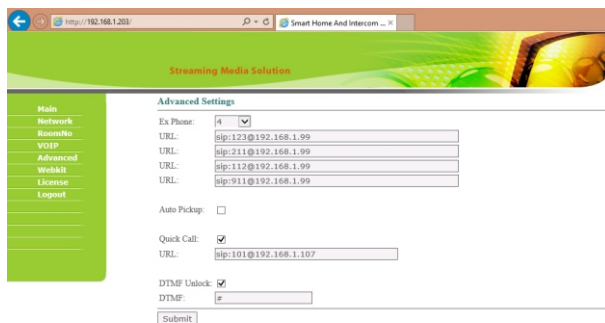 http://192.168.1.203/
Smart Home And Intercom ...
Streaming Media Solution
Main
Network
RoomNo
VOIP
Advanced
Webkit
License
Logout
Advanced Settings
Ex Phone: 4
URL: sip:123@192.168.1.99
URL: sip:211@192.168.1.99
URL: sip:112@192.168.1.99
URL: sip:911@192.168.1.99
Auto Pickup:
Quick Call:
URL: sip:101@192.168.1.107
DTMF Unlock:
DTMF: #
Submit